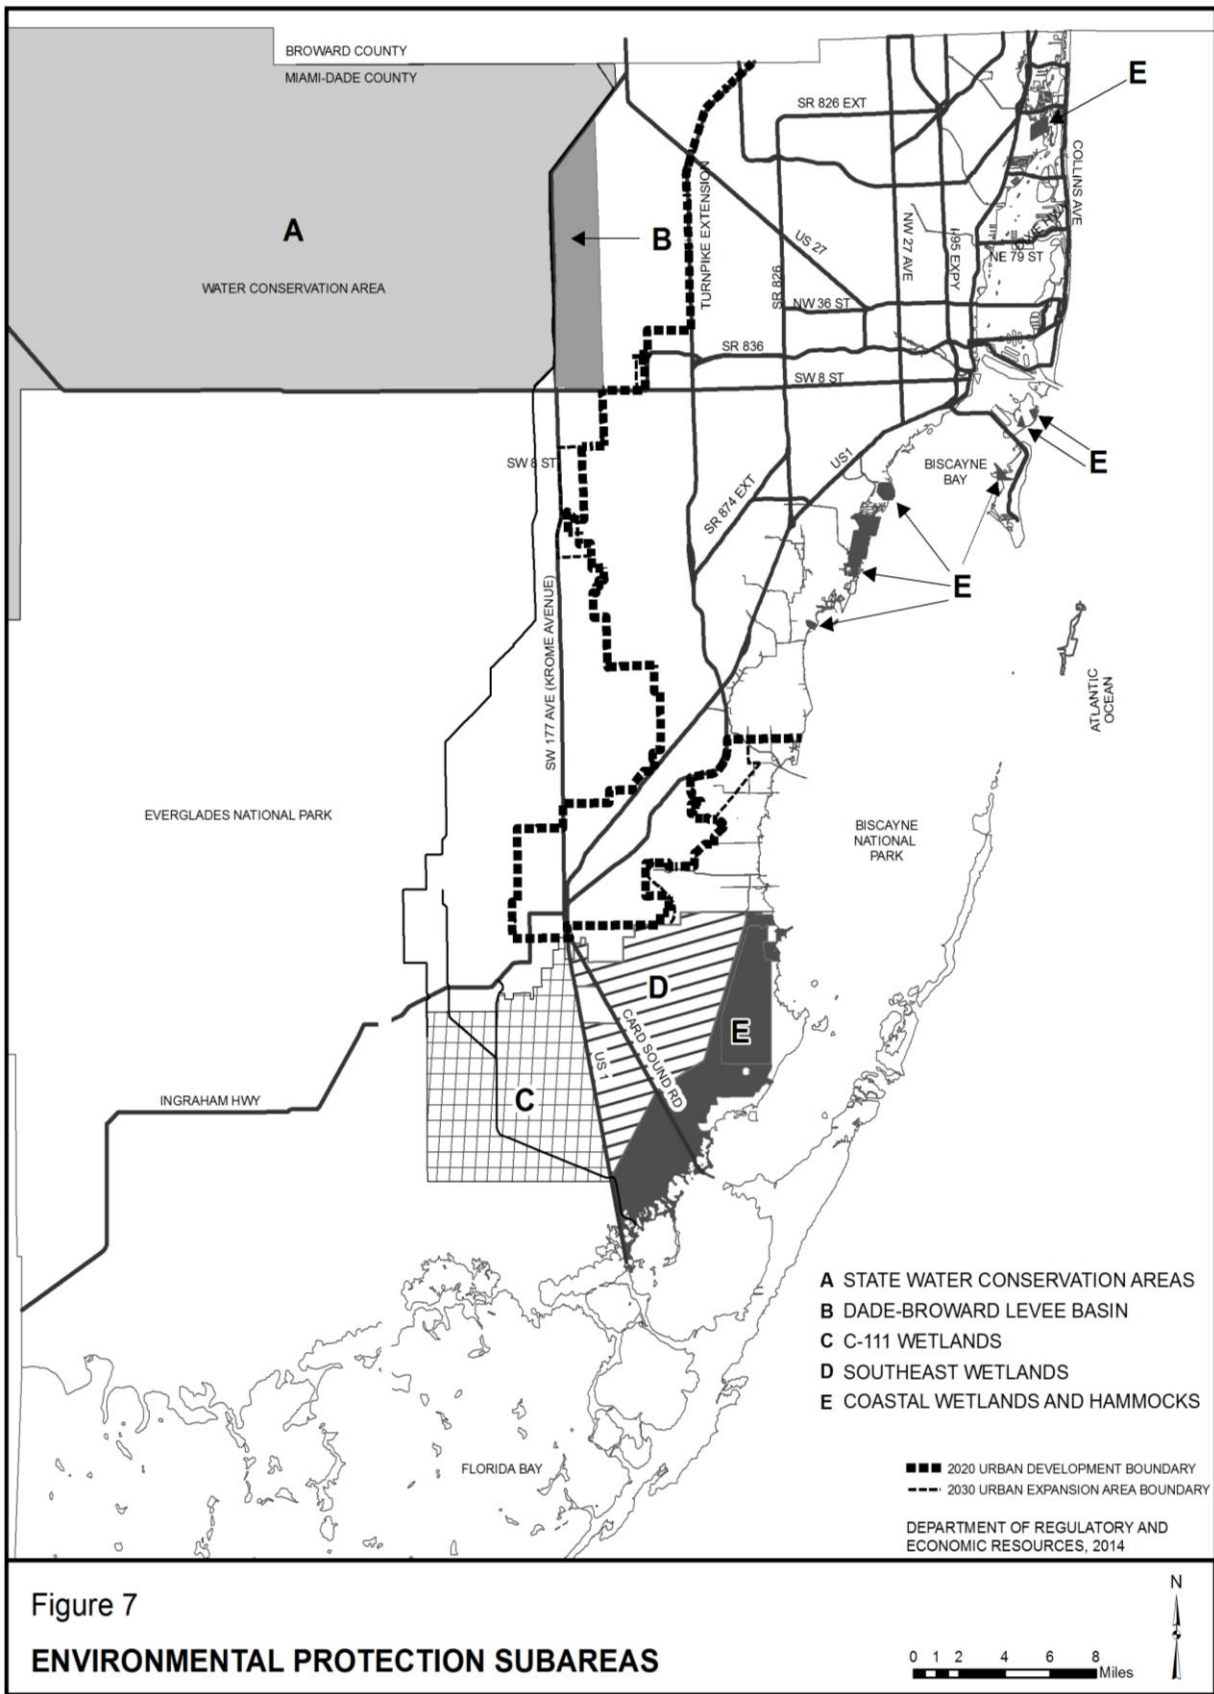 BROWARD COUNTY
MIAMI-DADE COUNTY
E
SR 826 EXT
COLLINS AVE
A
B
TURNPIKE EXTENSION
US 27
NW 27 AVE
I-95 EXPY
NE 79 ST
WATER CONSERVATION AREA
SR 826
NW 36 ST
SR 836
SW 8 ST
SW 8 ST
US1
BISCAYNE
BAY
E
SR 874 EXT
E
SW 177 AVE (KROME AVENUE)
ATLANTIC
OCEAN
EVERGLADES NATIONAL PARK
BISCAYNE
NATIONAL
PARK
D
E
CARD SOUND RD
US 1
C
INGRAHAM HWY
A STATE WATER CONSERVATION AREAS
B DADE-BROWARD LEVEE BASIN
C C-111 WETLANDS
D SOUTHEAST WETLANDS
E COASTAL WETLANDS AND HAMMOCKS
FLORIDA BAY
2020 URBAN DEVELOPMENT BOUNDARY
2030 URBAN EXPANSION AREA BOUNDARY
DEPARTMENT OF REGULATORY AND
ECONOMIC RESOURCES, 2014
Figure 7
ENVIRONMENTAL PROTECTION SUBAREAS
N
0 1 2 4 6 8
Miles